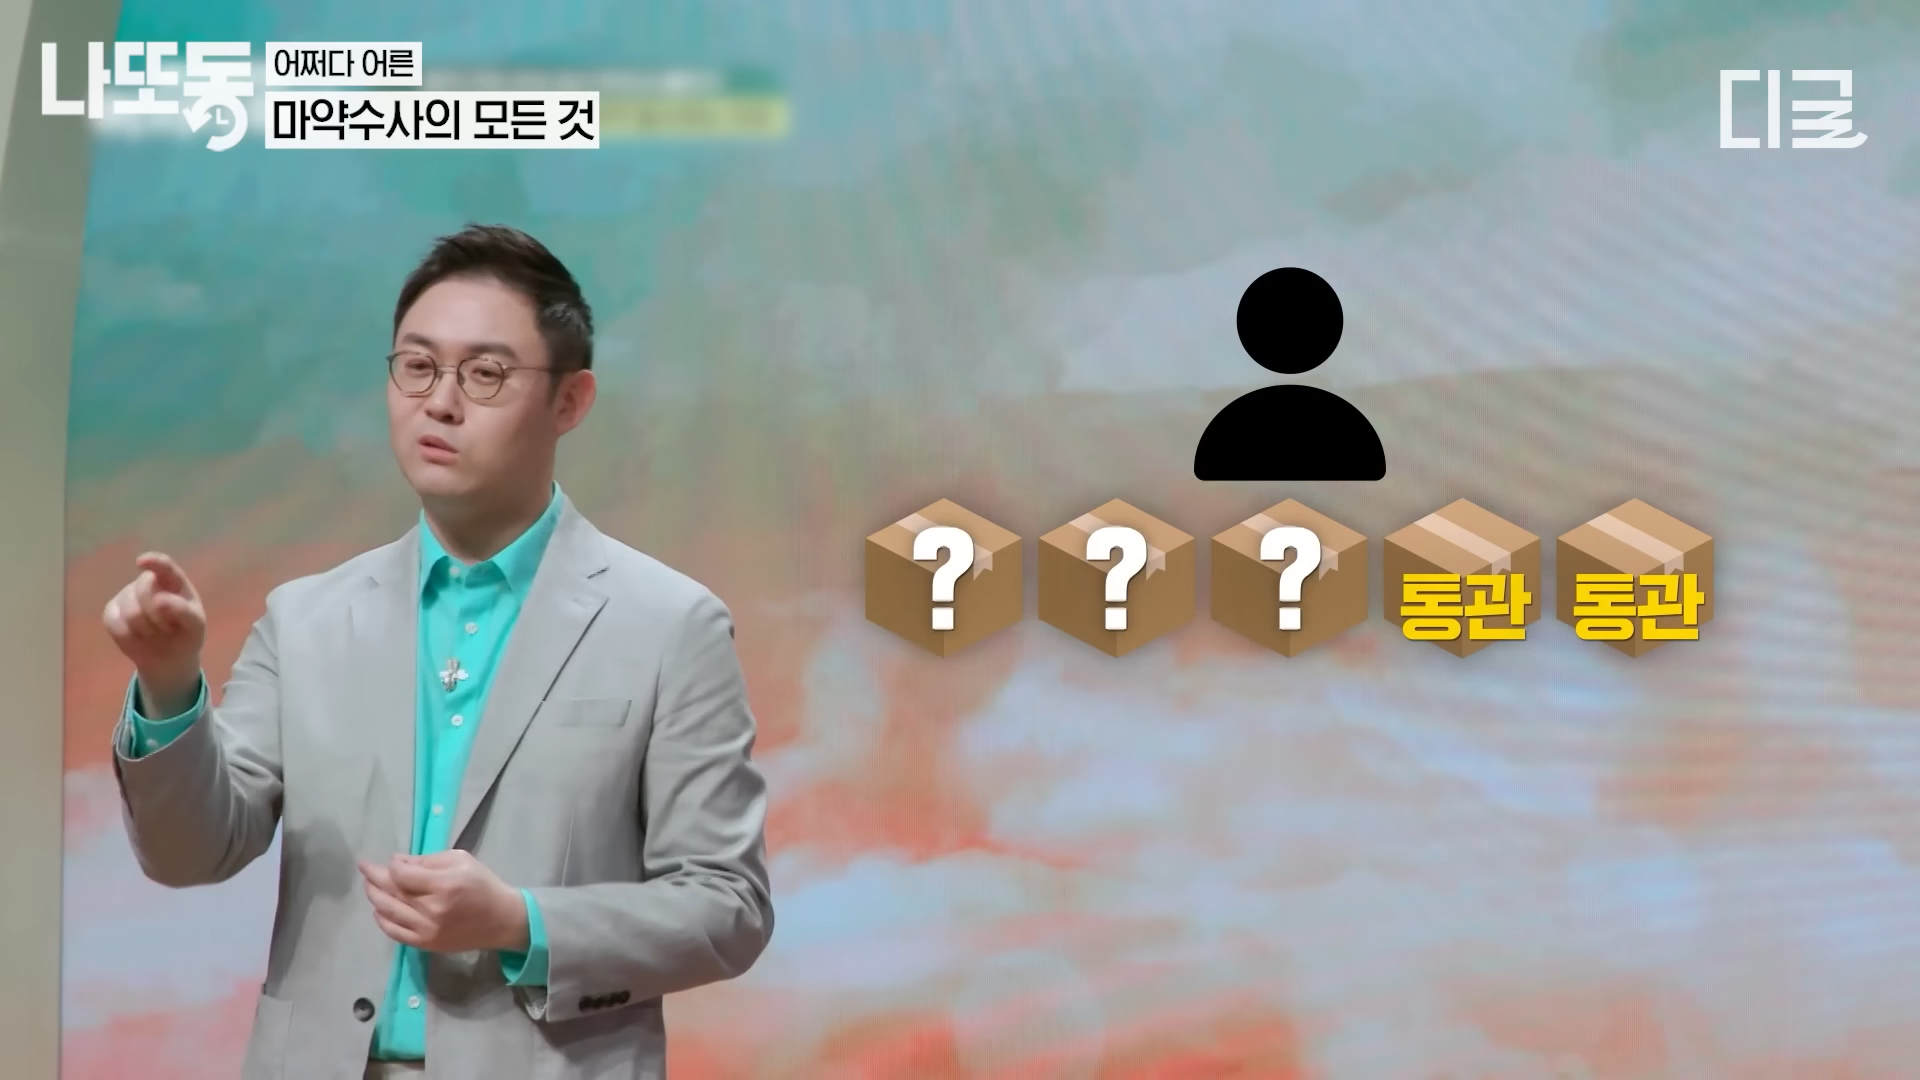 나또동
어쩌다 어른
마약수사의 모든 것
디글
? ? ? 통관 통관